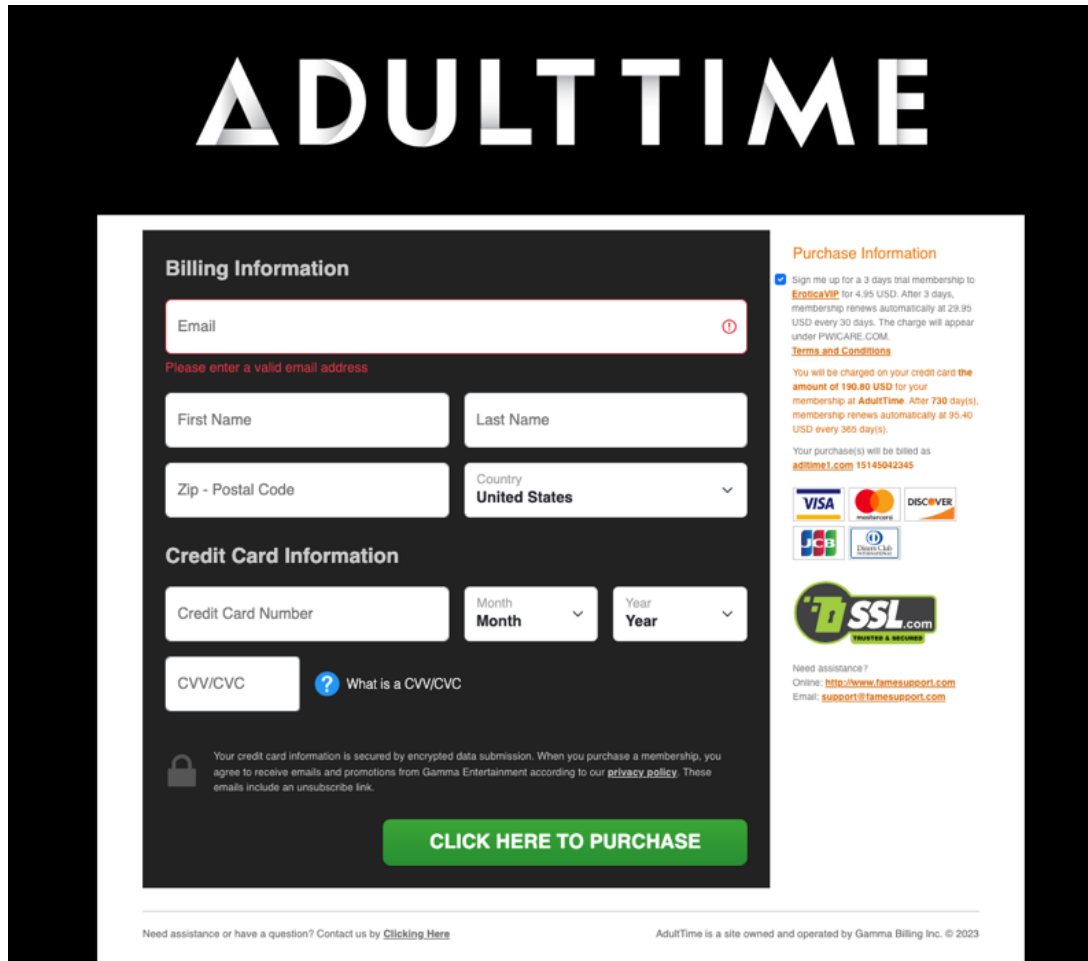 ADULTTIME
Billing Information
Email
Please enter a valid email address
First Name
Last Name
Zip - Postal Code
Country
United States
Credit Card Information
Credit Card Number
Month
Month
Year
Year
CVV/CVC
? What is a CVV/CVC
Your credit card information is secured by encrypted data submission. When you purchase a membership, you
agree to receive emails and promotions from Gamma Entertainment according to our privacy policy. These
emails include an unsubscribe link.
CLICK HERE TO PURCHASE
Purchase Information
Sign me up for a 3 days trial membership to
EroticaVIP for 4.95 USD. After 3 days,
membership renews automatically at 29.95
USD every 30 days. The charge will appear
under PWICARE.COM.
Terms and Conditions
You will be charged on your credit card the
amount of 190.80 USD for your
membership at AdultTime. After 730 day(s),
membership renews automatically at 95.40
USD every 365 day(s).
Your purchase(s) will be billed as
adltime1.com 15145042345
VISA
mastercard
DISCOVER
JCB
Diners Club
INTERNATIONAL
SSL.com
TRUSTED & SECURED
Need assistance?
Online: http://www.famesupport.com
Email: support@famesupport.com
Need assistance or have a question? Contact us by Clicking Here
AdultTime is a site owned and operated by Gamma Billing Inc. © 2023